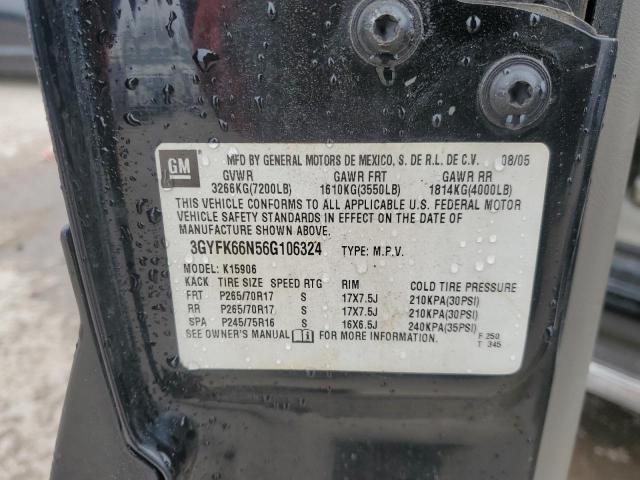 GM MFD BY GENERAL MOTORS DE MEXICO, S. DE R.L. DE C.V. 08/05
GVWR GAWR FRT GAWR RR
3266KG(7200LB) 1610KG(3550LB) 1814KG(4000LB)
THIS VEHICLE CONFORMS TO ALL APPLICABLE U.S. FEDERAL MOTOR
VEHICLE SAFETY STANDARDS IN EFFECT ON THE DATE OF
MANUFACTURE SHOWN ABOVE.
3GYFK66N56G106324 TYPE: M.P.V.
MODEL: K15906
KACK TIRE SIZE SPEED RTG RIM COLD TIRE PRESSURE
FRT P265/70R17 S 17X7.5J 210KPA(30PSI)
RR P265/70R17 S 17X7.5J 210KPA(30PSI)
SPA P245/75R16 S 16X6.5J 240KPA(35PSI)
SEE OWNER'S MANUAL FOR MORE INFORMATION. F 250
T 345